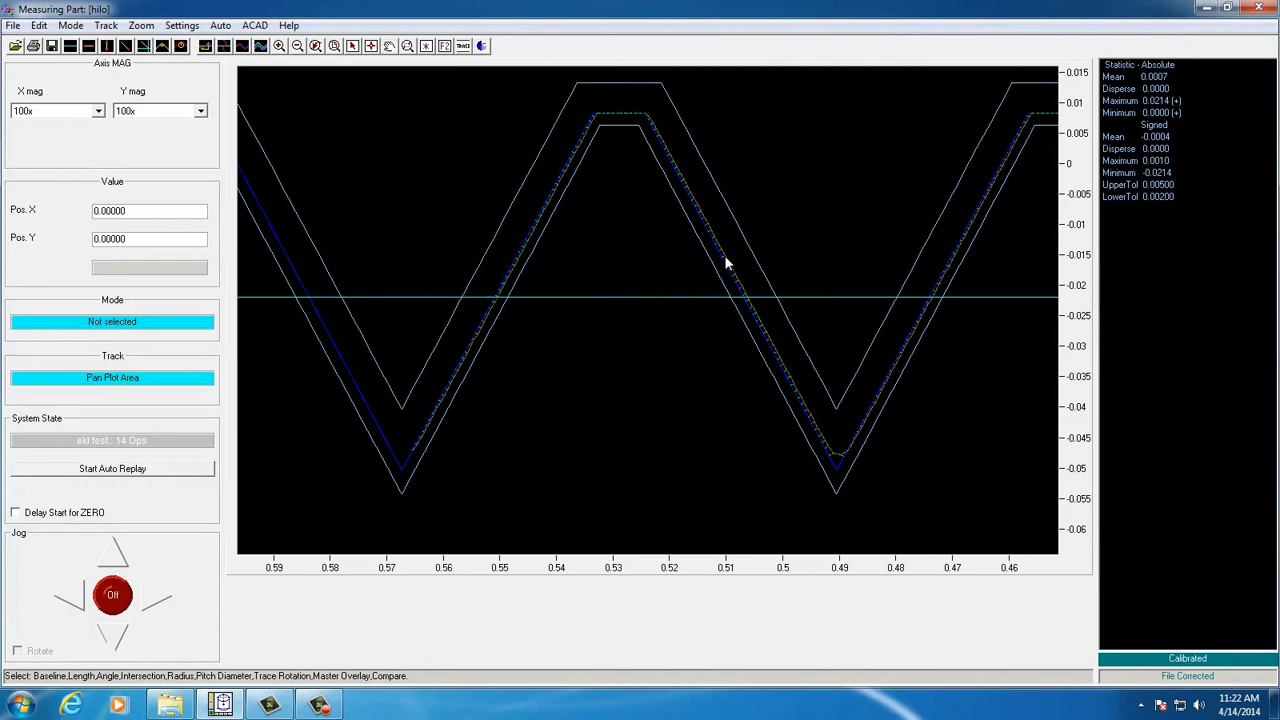 Measuring Part: [hilo]
File Edit Mode Track Zoom Settings Auto ACAD Help
F2 TRACE
Axis MAG
X mag Y mag
100x 100x
Value
Pos. X 0.00000
Pos. Y 0.00000
Mode
Not selected
Track
Pan Plot Area
System State
ekl test.: 14 Ops
Start Auto Replay
Delay Start for ZERO
Jog
Off
Rotate
0.015
0.01
0.005
0
-0.005
-0.01
-0.015
-0.02
-0.025
-0.03
-0.035
-0.04
-0.045
-0.05
-0.055
-0.06
0.59 0.58 0.57 0.56 0.55 0.54 0.53 0.52 0.51 0.5 0.49 0.48 0.47 0.46
Statistic - Absolute
Mean 0.0007
Disperse 0.0000
Maximum 0.0214 (+)
Minimum 0.0000 (+)
Signed
Mean -0.0004
Disperse 0.0000
Maximum 0.0010
Minimum -0.0214
UpperTol 0.00500
LowerTol 0.00200
Calibrated
File Corrected
Select: Baseline,Length,Angle,Intersection,Radius,Pitch Diameter,Trace Rotation,Master Overlay,Compare.
11:22 AM
4/14/2014